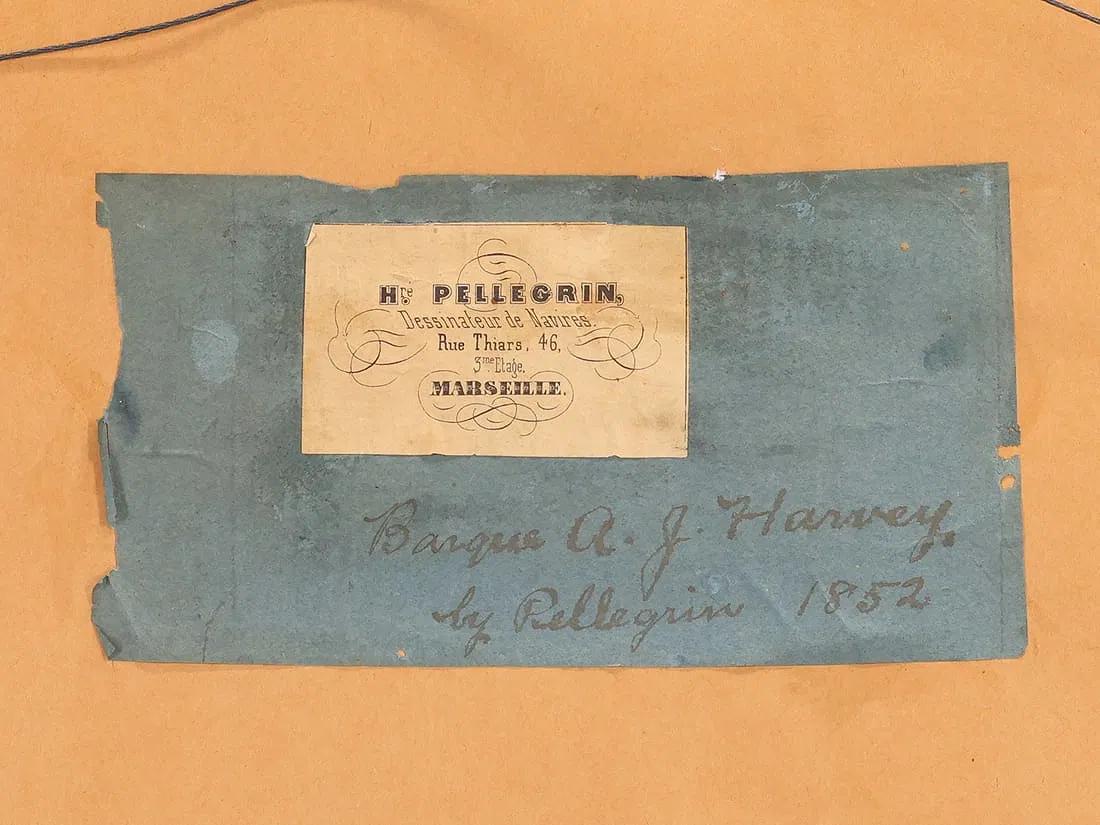 Hre. PELLEGRIN,
Dessinateur de Navires.
Rue Thiars, 46,
3me Etage.
MARSEILLE.
Barque A. J. Harvey.
by Pellegrin 1852